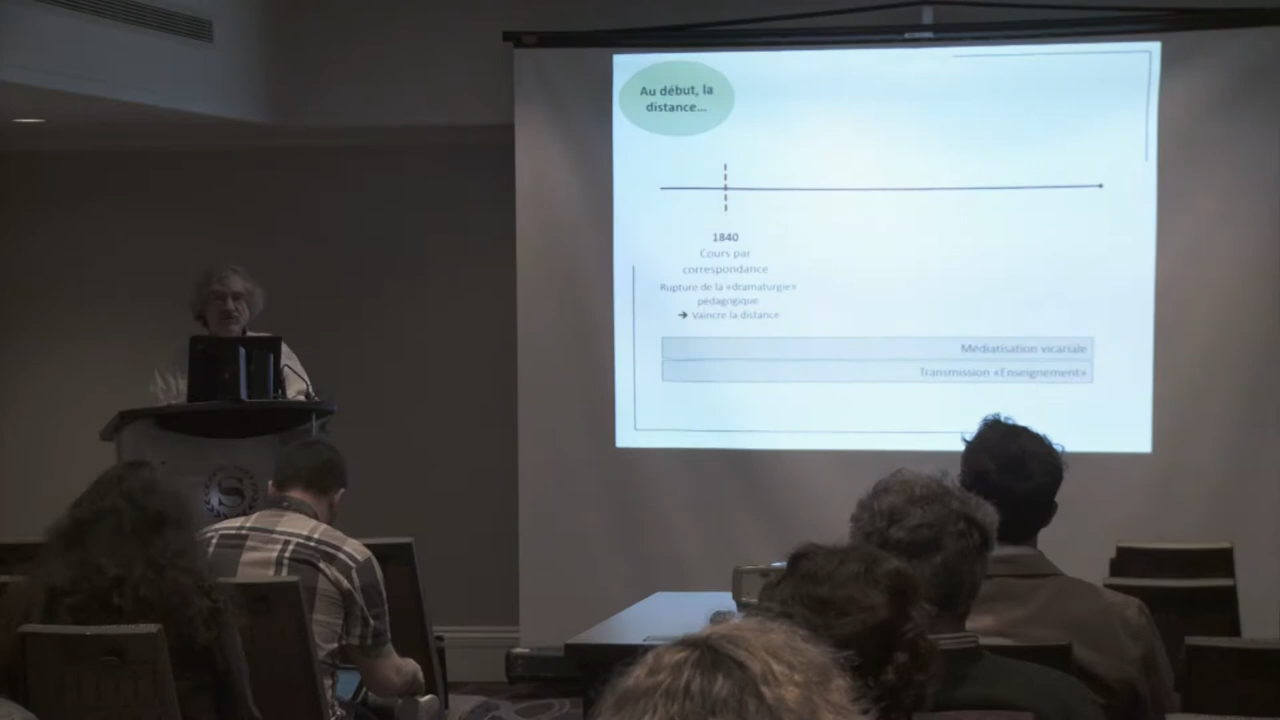 Au début, la
distance...
1840
Cours par
correspondance
Rupture de la «dramaturgie»
pédagogique
➔ Vaincre la distance
Médiatisation vicariale
Transmission «Enseignement»
S